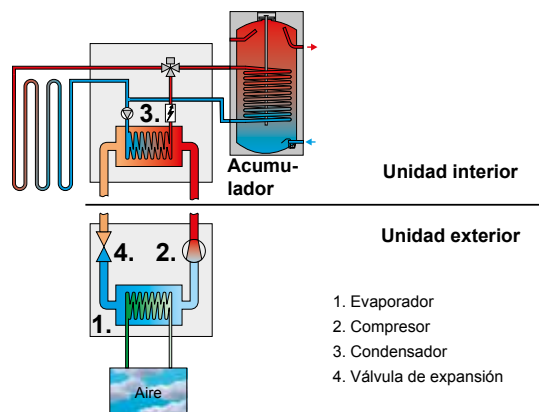 3.
Acumu-
lador
Unidad interior
Unidad exterior
4.
2.
1.
1. Evaporador
2. Compresor
3. Condensador
4. Válvula de expansión
Aire